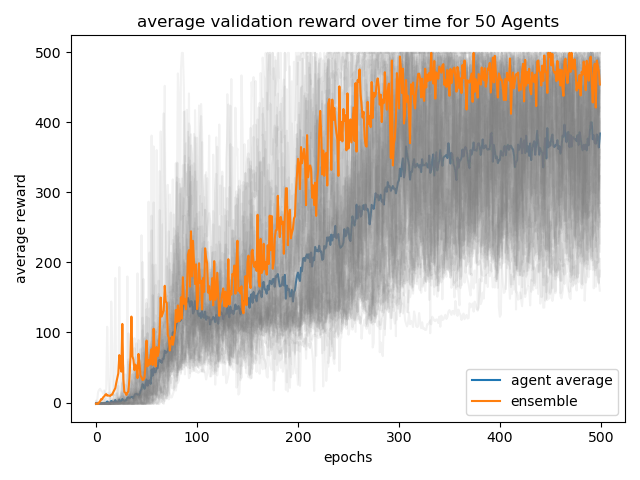 average validation reward over time for 50 Agents
average reward
500
400
300
200
100
0
0 100 200 300 400 500
epochs
agent average
ensemble